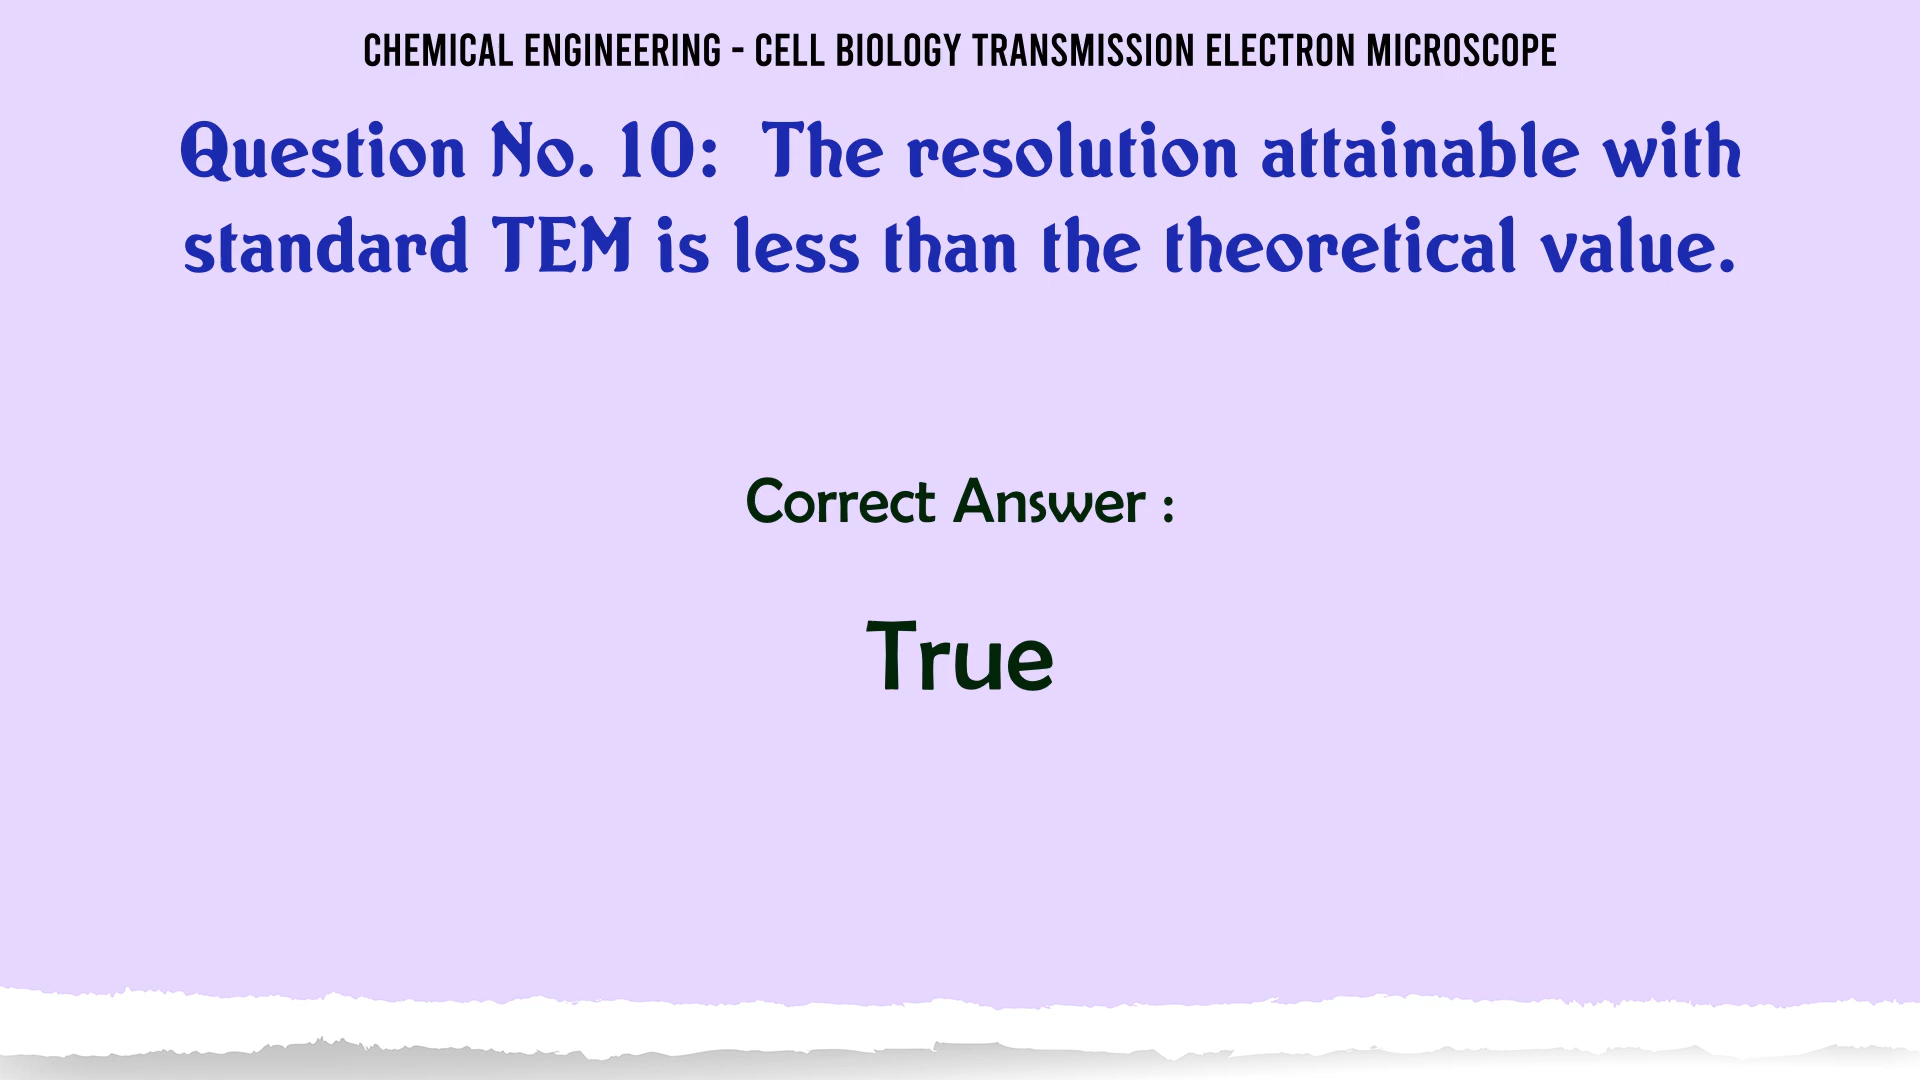 CHEMICAL ENGINEERING - CELL BIOLOGY TRANSMISSION ELECTRON MICROSCOPE
Question No. 10: The resolution attainable with
standard TEM is less than the theoretical value.
Correct Answer :
True